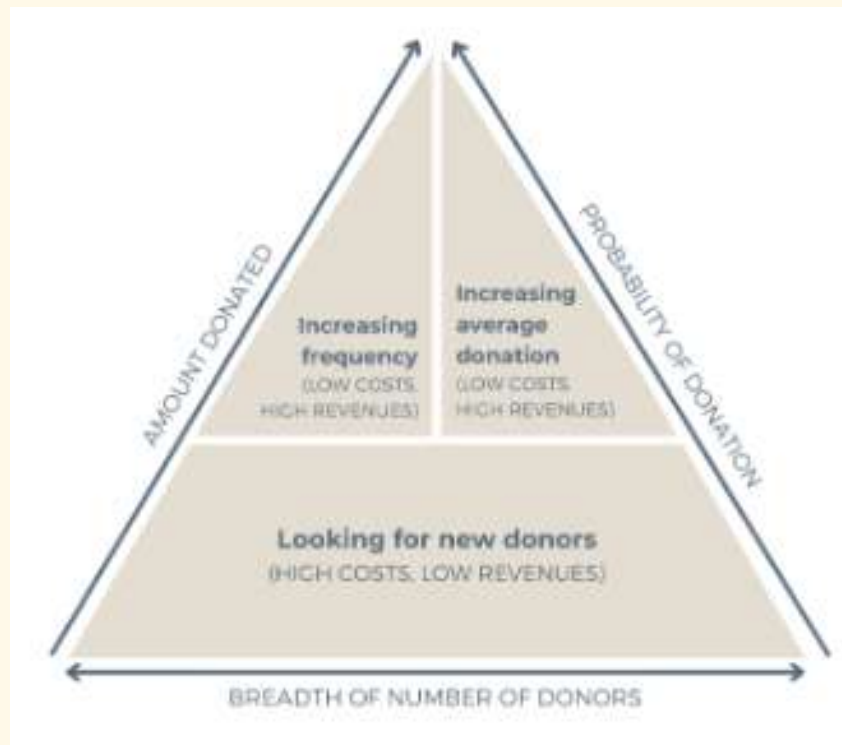 AMOUNT DONATED
PROBABILITY OF DONATION
Increasing
frequency
(LOW COSTS,
HIGH REVENUES)
Increasing
average
donation
(LOW COSTS
HIGH REVENUES)
Looking for new donors
(HIGH COSTS, LOW REVENUES)
BREADTH OF NUMBER OF DONORS